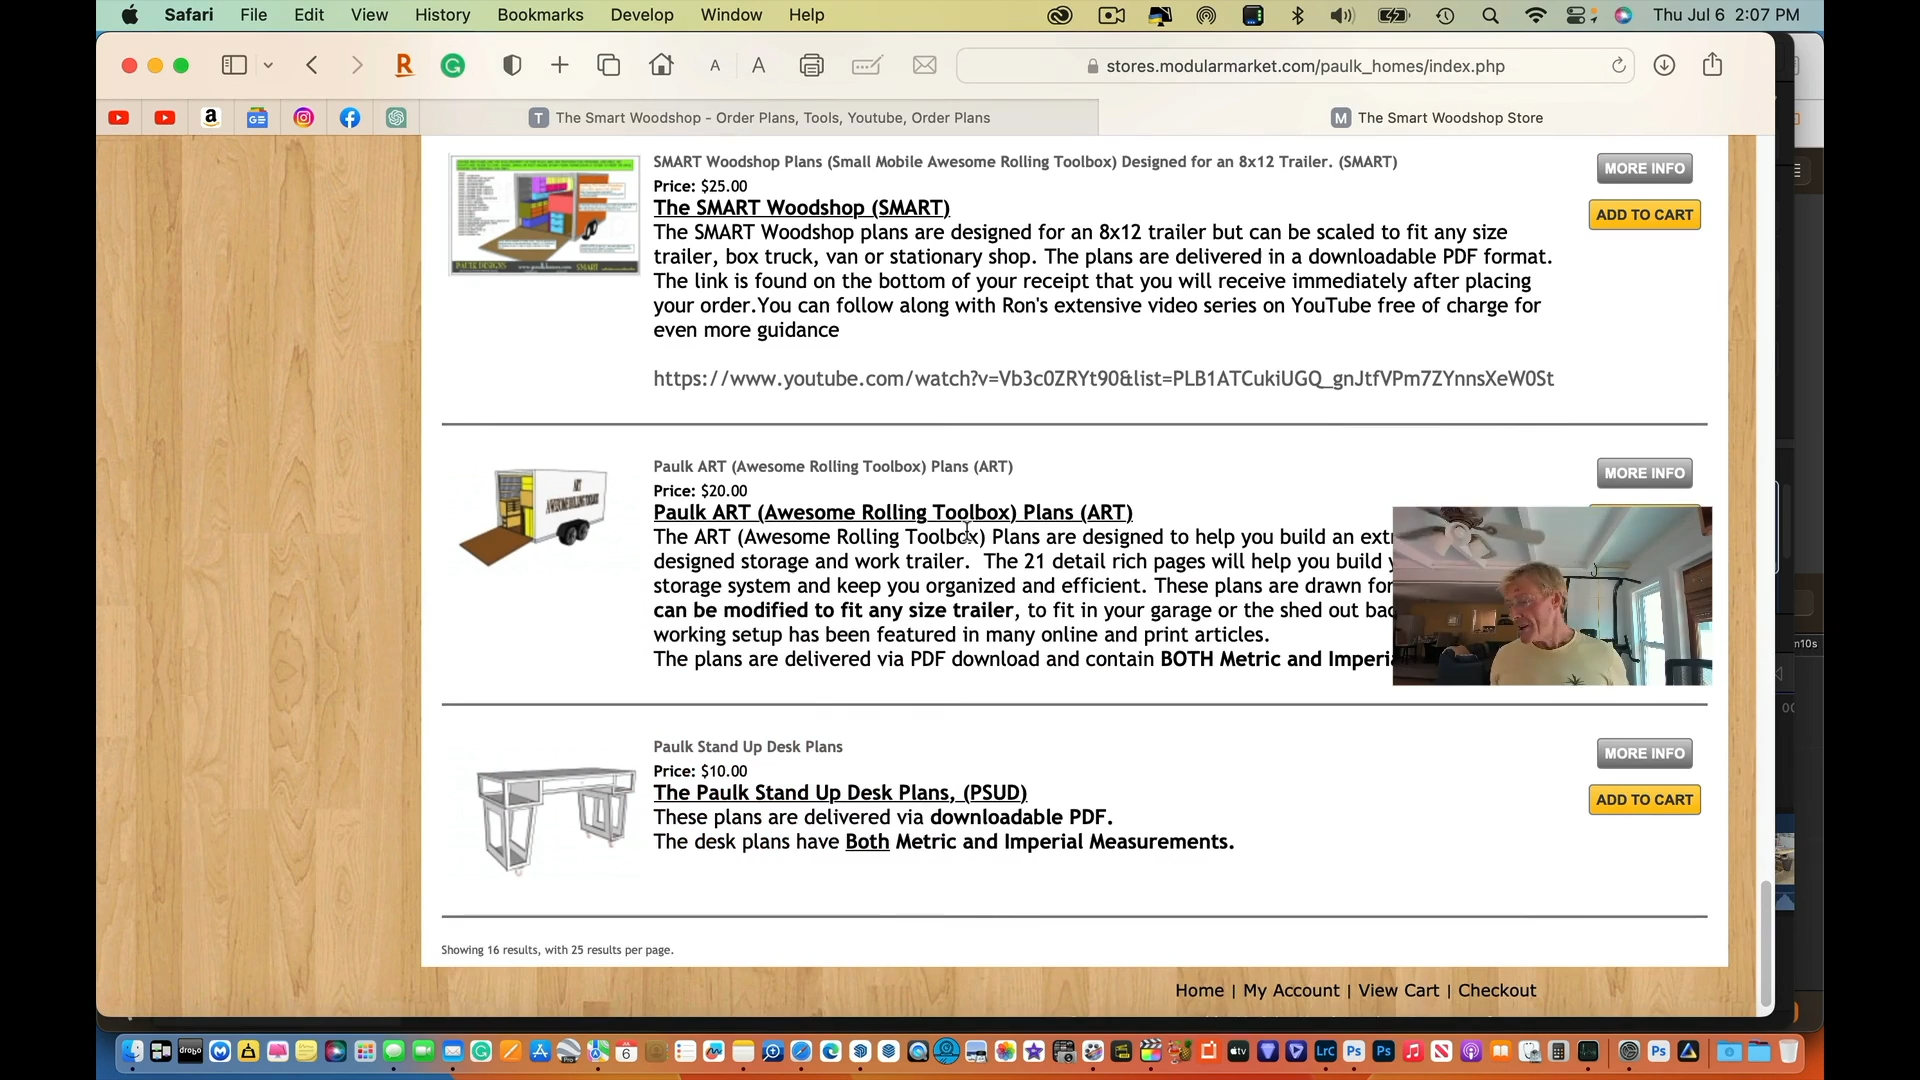 Safari File Edit View History Bookmarks Develop Window Help Thu Jul 6 2:07 PM
stores.modularmarket.com/paulk_homes/index.php
The Smart Woodshop - Order Plans, Tools, Youtube, Order Plans
The Smart Woodshop Store
SMART Woodshop Plans (Small Mobile Awesome Rolling Toolbox) Designed for an 8x12 Trailer. (SMART)
MORE INFO
Price: $25.00
The SMART Woodshop (SMART)
ADD TO CART
The SMART Woodshop plans are designed for an 8x12 trailer but can be scaled to fit any size
trailer, box truck, van or stationary shop. The plans are delivered in a downloadable PDF format.
The link is found on the bottom of your receipt that you will receive immediately after placing
your order.You can follow along with Ron's extensive video series on YouTube free of charge for
even more guidance
https://www.youtube.com/watch?v=Vb3c0ZRYt90&list=PLB1ATCukiUGQ_gnJtfVPm7ZYnnsXeW0St
Paulk ART (Awesome Rolling Toolbox) Plans (ART)
MORE INFO
Price: $20.00
Paulk ART (Awesome Rolling Toolbox) Plans (ART)
The ART (Awesome Rolling Toolbox) Plans are designed to help you build an
designed storage and work trailer. The 21 detail rich pages will help you build
storage system and keep you organized and efficient. These plans are drawn for
can be modified to fit any size trailer, to fit in your garage or the shed out
working setup has been featured in many online and print articles.
The plans are delivered via PDF download and contain BOTH Metric and
Paulk Stand Up Desk Plans
MORE INFO
Price: $10.00
The Paulk Stand Up Desk Plans, (PSUD)
ADD TO CART
These plans are delivered via downloadable PDF.
The desk plans have Both Metric and Imperial Measurements.
Showing 16 results, with 25 results per page.
Home | My Account | View Cart | Checkout